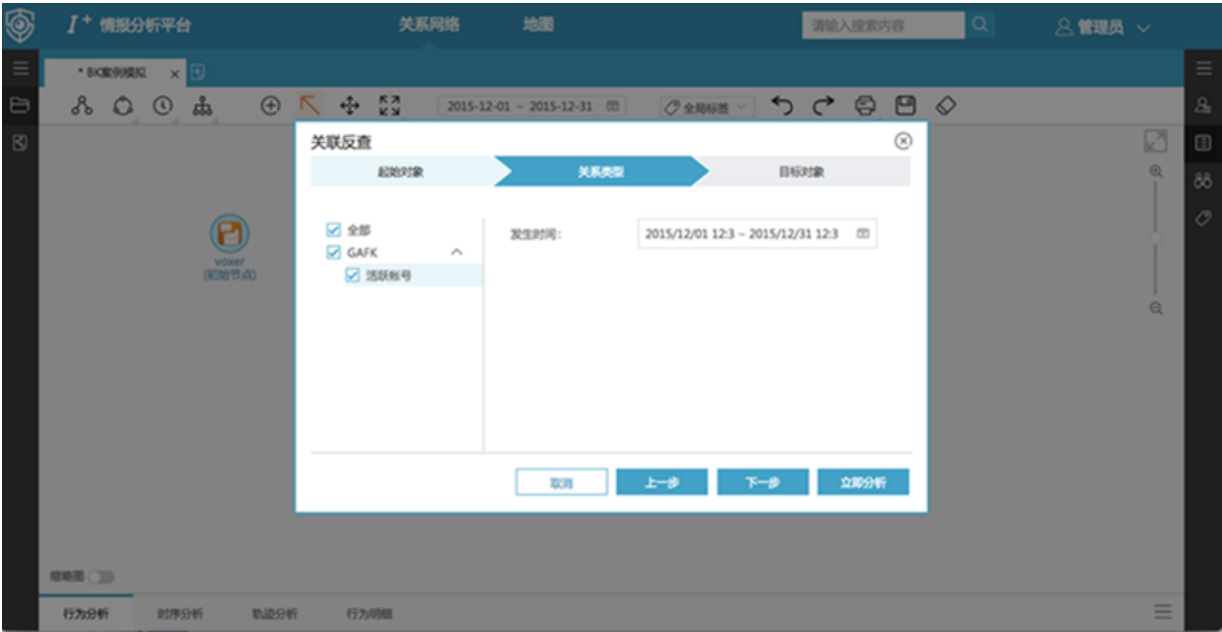 I+ 情报分析平台 关系网络 地图 请输入搜索内容 管理员
* BK案例模拟 ×
2015-12-01 ~ 2015-12-31 全局标签
关联反查
起始对象 关系类型 目标对象
全部 发生时间: 2015/12/01 12:3 ~ 2015/12/31 12:3
GAFK
活跃帐号
voxer
(初始节点)
取消 上一步 下一步 立即分析
缩略图
行为分析 时序分析 轨迹分析 行为明细